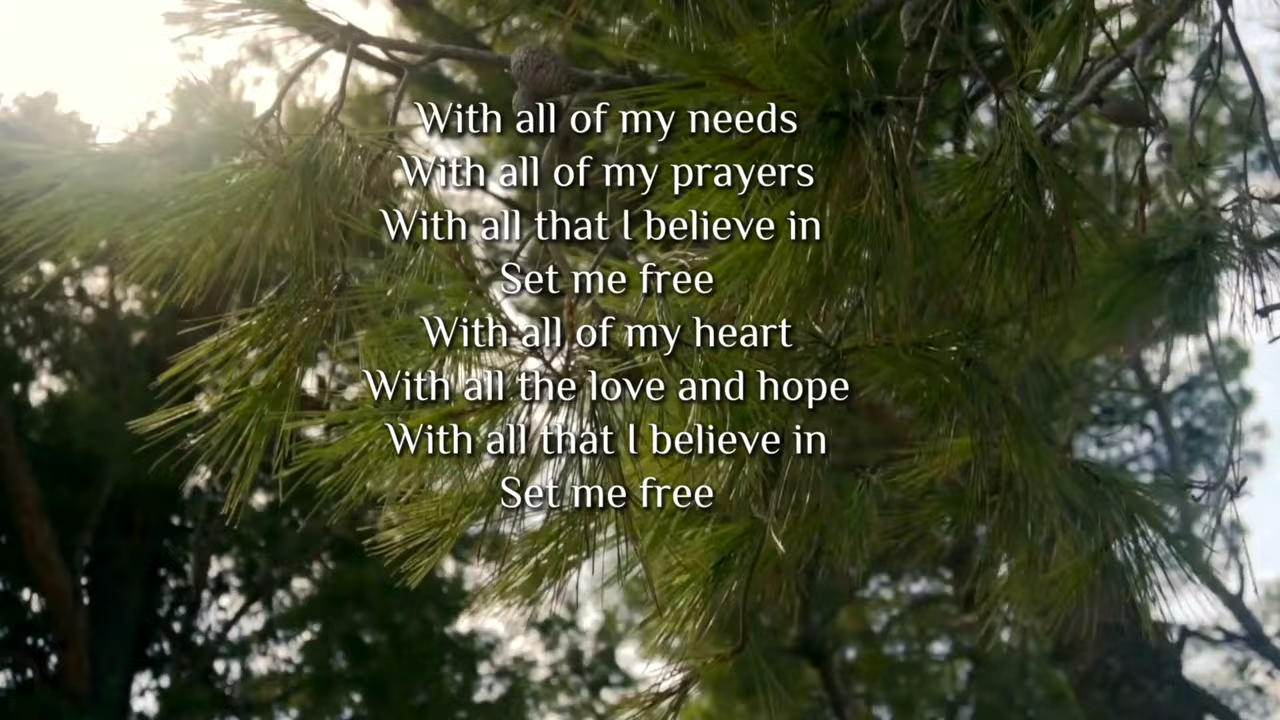 With all of my needs
With all of my prayers
With all that I believe in
Set me free
With all of my heart
With all the love and hope
With all that I believe in
Set me free